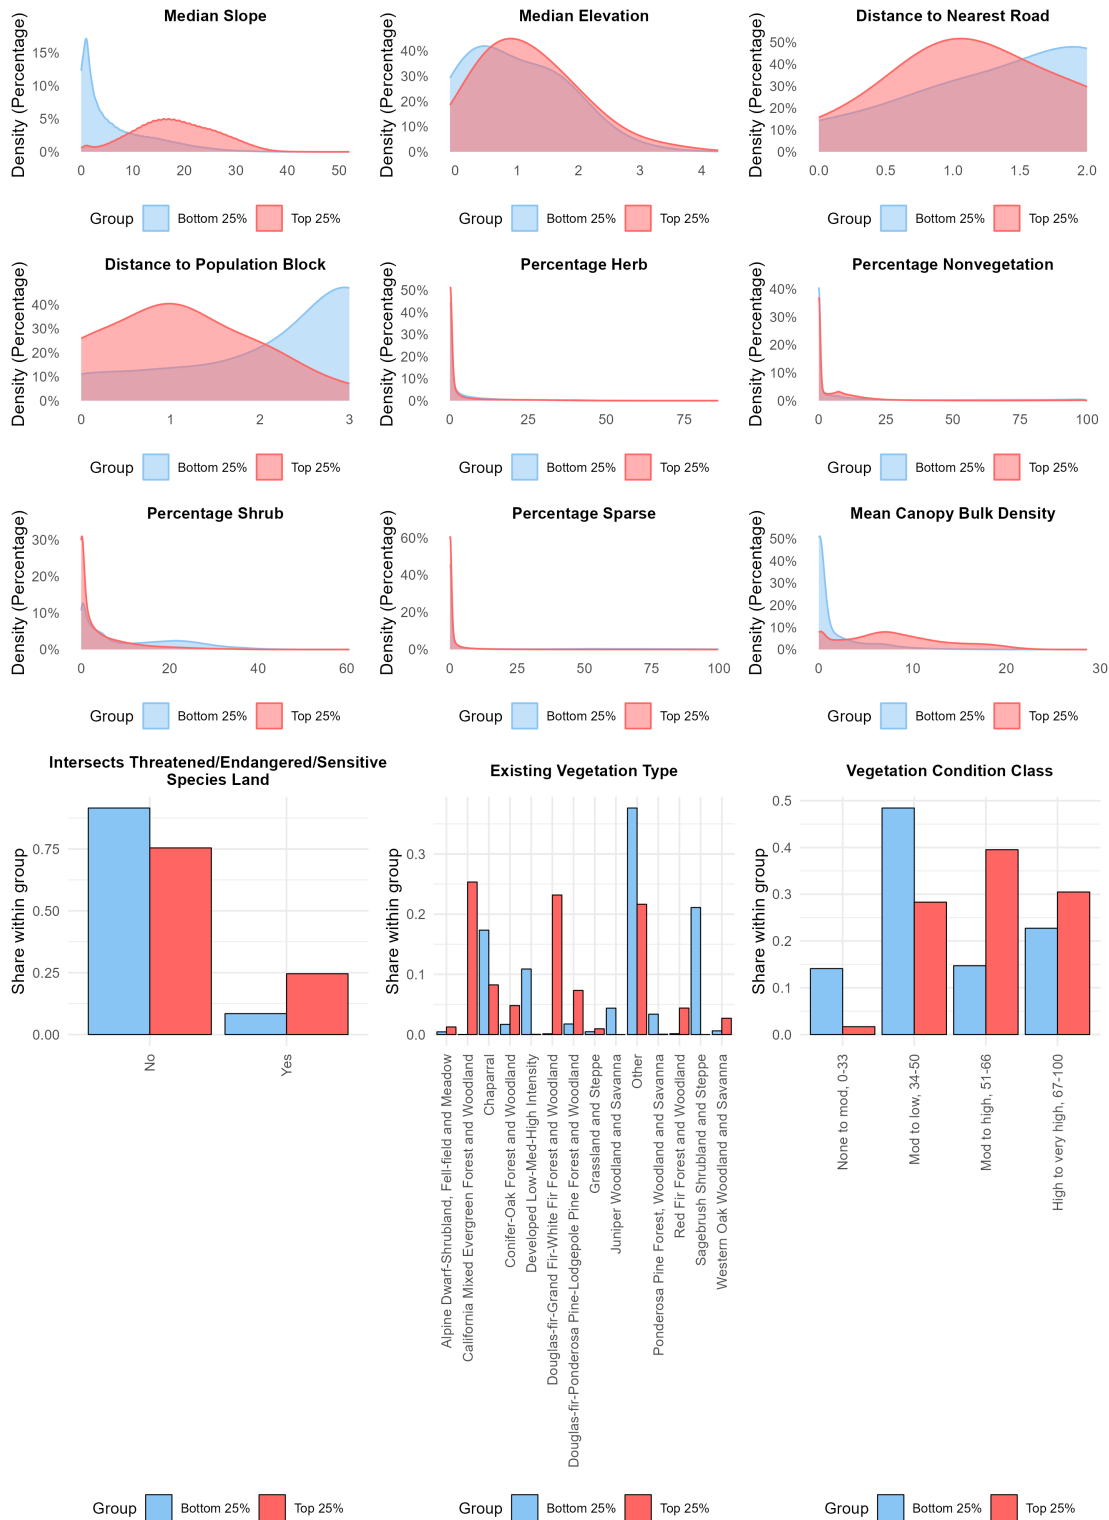 Median Slope
Density (Percentage)
15%
10%
5%
0%
0 10 20 30 40 50
Group Bottom 25% Top 25%
Median Elevation
Density (Percentage)
40%
30%
20%
10%
0%
0 1 2 3 4
Group Bottom 25% Top 25%
Distance to Nearest Road
Density (Percentage)
50%
40%
30%
20%
10%
0%
0.0 0.5 1.0 1.5 2.0
Group Bottom 25% Top 25%
Distance to Population Block
Density (Percentage)
40%
30%
20%
10%
0%
0 1 2 3
Group Bottom 25% Top 25%
Percentage Herb
Density (Percentage)
50%
40%
30%
20%
10%
0%
0 25 50 75
Group Bottom 25% Top 25%
Percentage Nonvegetation
Density (Percentage)
40%
30%
20%
10%
0%
0 25 50 75 100
Group Bottom 25% Top 25%
Percentage Shrub
Density (Percentage)
30%
20%
10%
0%
0 20 40 60
Group Bottom 25% Top 25%
Percentage Sparse
Density (Percentage)
60%
40%
20%
0%
0 25 50 75 100
Group Bottom 25% Top 25%
Mean Canopy Bulk Density
Density (Percentage)
50%
40%
30%
20%
10%
0%
0 10 20 30
Group Bottom 25% Top 25%
Intersects Threatened/Endangered/Sensitive
Species Land
Share within group
0.75
0.50
0.25
0.00
No
Yes
Group Bottom 25% Top 25%
Existing Vegetation Type
Share within group
0.3
0.2
0.1
0.0
Alpine Dwarf-Shrubland, Fell-field and Meadow
California Mixed Evergreen Forest and Woodland
Chaparral
Conifer-Oak Forest and Woodland
Developed Low-Med-High Intensity
Douglas-fir-Grand Fir-White Fir Forest and Woodland
Douglas-fir-Ponderosa Pine-Lodgepole Pine Forest and Woodland
Grassland and Steppe
Juniper Woodland and Savanna
Other
Ponderosa Pine Forest, Woodland and Savanna
Red Fir Forest and Woodland
Sagebrush Shrubland and Steppe
Western Oak Woodland and Savanna
Group Bottom 25% Top 25%
Vegetation Condition Class
Share within group
0.5
0.4
0.3
0.2
0.1
0.0
None to mod, 0-33
Mod to low, 34-50
Mod to high, 51-66
High to very high, 67-100
Group Bottom 25% Top 25%